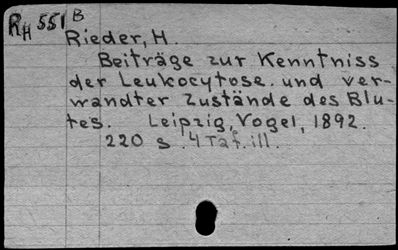 RH 551 B
Rieder, H.
Beiträge zur Kenntniss
der Leukocytose. und ver-
wandter Zustände des Blu-
tes. Leipzig, Vogel, 1892.
220 s. 4 Taf. ill.